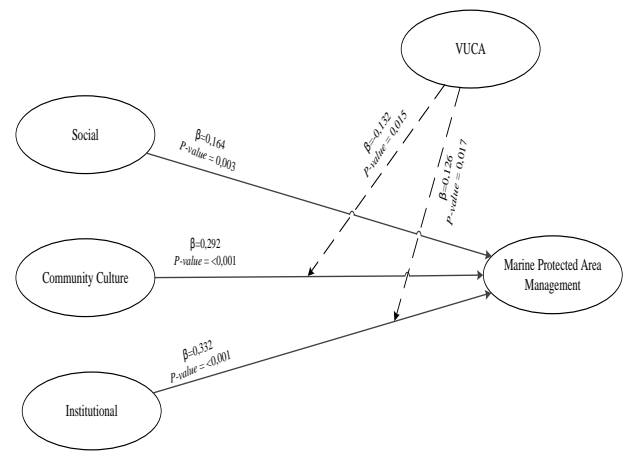 VUCA
Social
β=0,164
P-value = 0,003
β=-0,132
P-value = 0,015
β=0,126
P-value = 0,017
Community Culture
β=0,292
P-value = <0,001
Marine Protected Area
Management
β=0,332
P-value = <0,001
Institutional